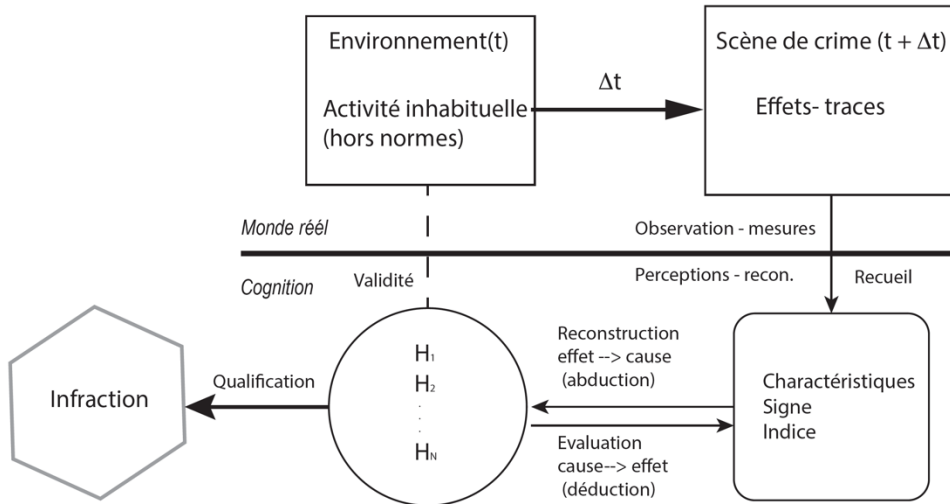 Environnement(t)
Activité inhabituelle
(hors normes)
Δt
Scène de crime (t + Δt)
Effets- traces
Monde réél
Observation - mesures
Cognition
Validité
Perceptions - recon.
Recueil
Infraction
Qualification
H1
H2
.
.
.
HN
Reconstruction
effet --> cause
(abduction)
Evaluation
cause--> effet
(déduction)
Charactéristiques
Signe
Indice